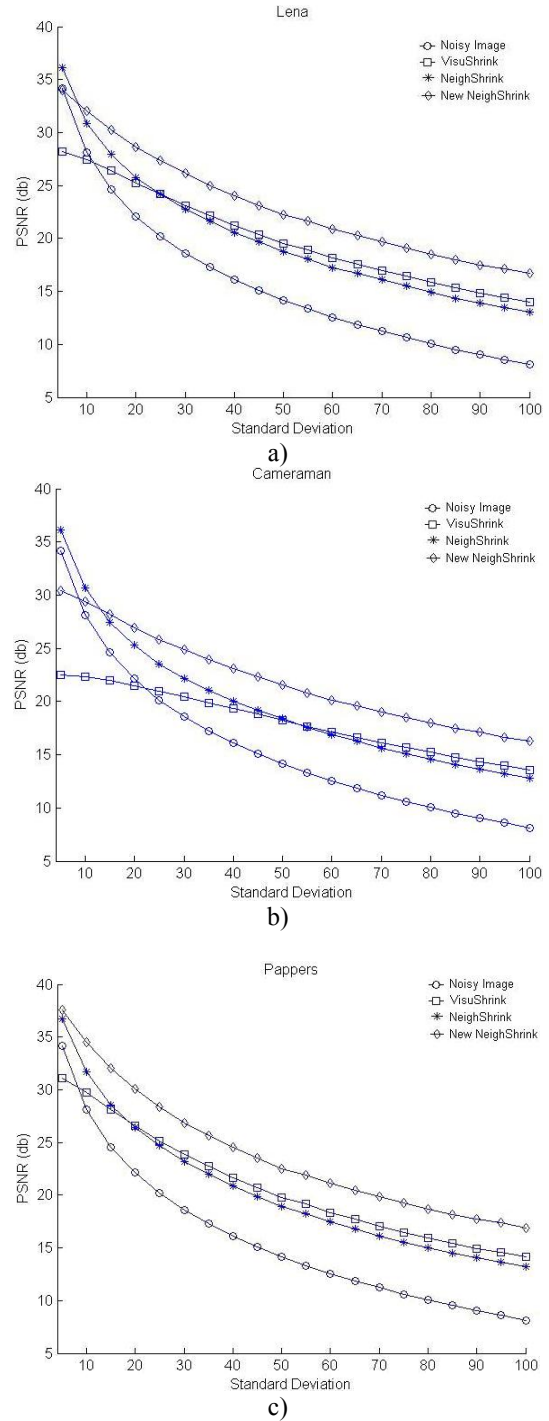 Lena
40
35
30
25
20
15
10
5
PSNR (db)
Noisy Image
VisuShrink
NeighShrink
New NeighShrink
10 20 30 40 50 60 70 80 90 100
Standard Deviation
a)
Cameraman
40
35
30
25
20
15
10
5
PSNR (db)
Noisy Image
VisuShrink
NeighShrink
New NeighShrink
10 20 30 40 50 60 70 80 90 100
Standard Deviation
b)
Pappers
40
35
30
25
20
15
10
5
PSNR (db)
Noisy Image
VisuShrink
NeighShrink
New NeighShrink
10 20 30 40 50 60 70 80 90 100
Standard Deviation
c)